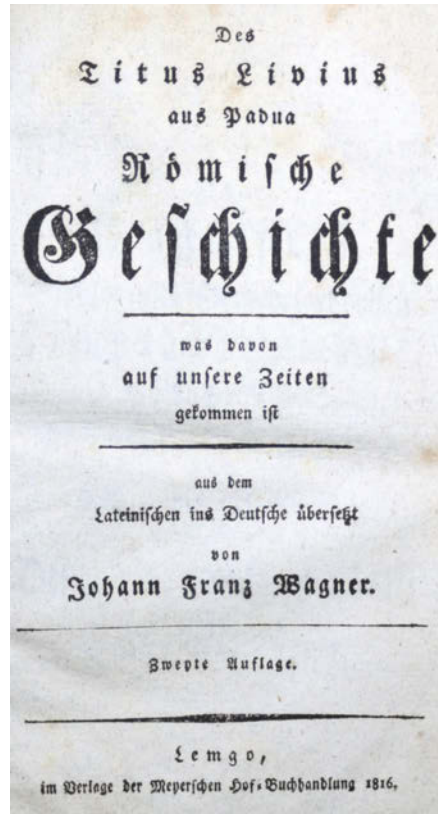 Des
Titus Livius
aus Padua
Römische
Geschichte
was davon
auf unsere Zeiten
gekommen ist
aus dem
Lateinischen ins Deutsche übersetzt
von
Johann Franz Wagner.
Zweyte Auflage.
Lemgo,
im Verlage der Meyerschen Hof-Buchhandlung 1816.